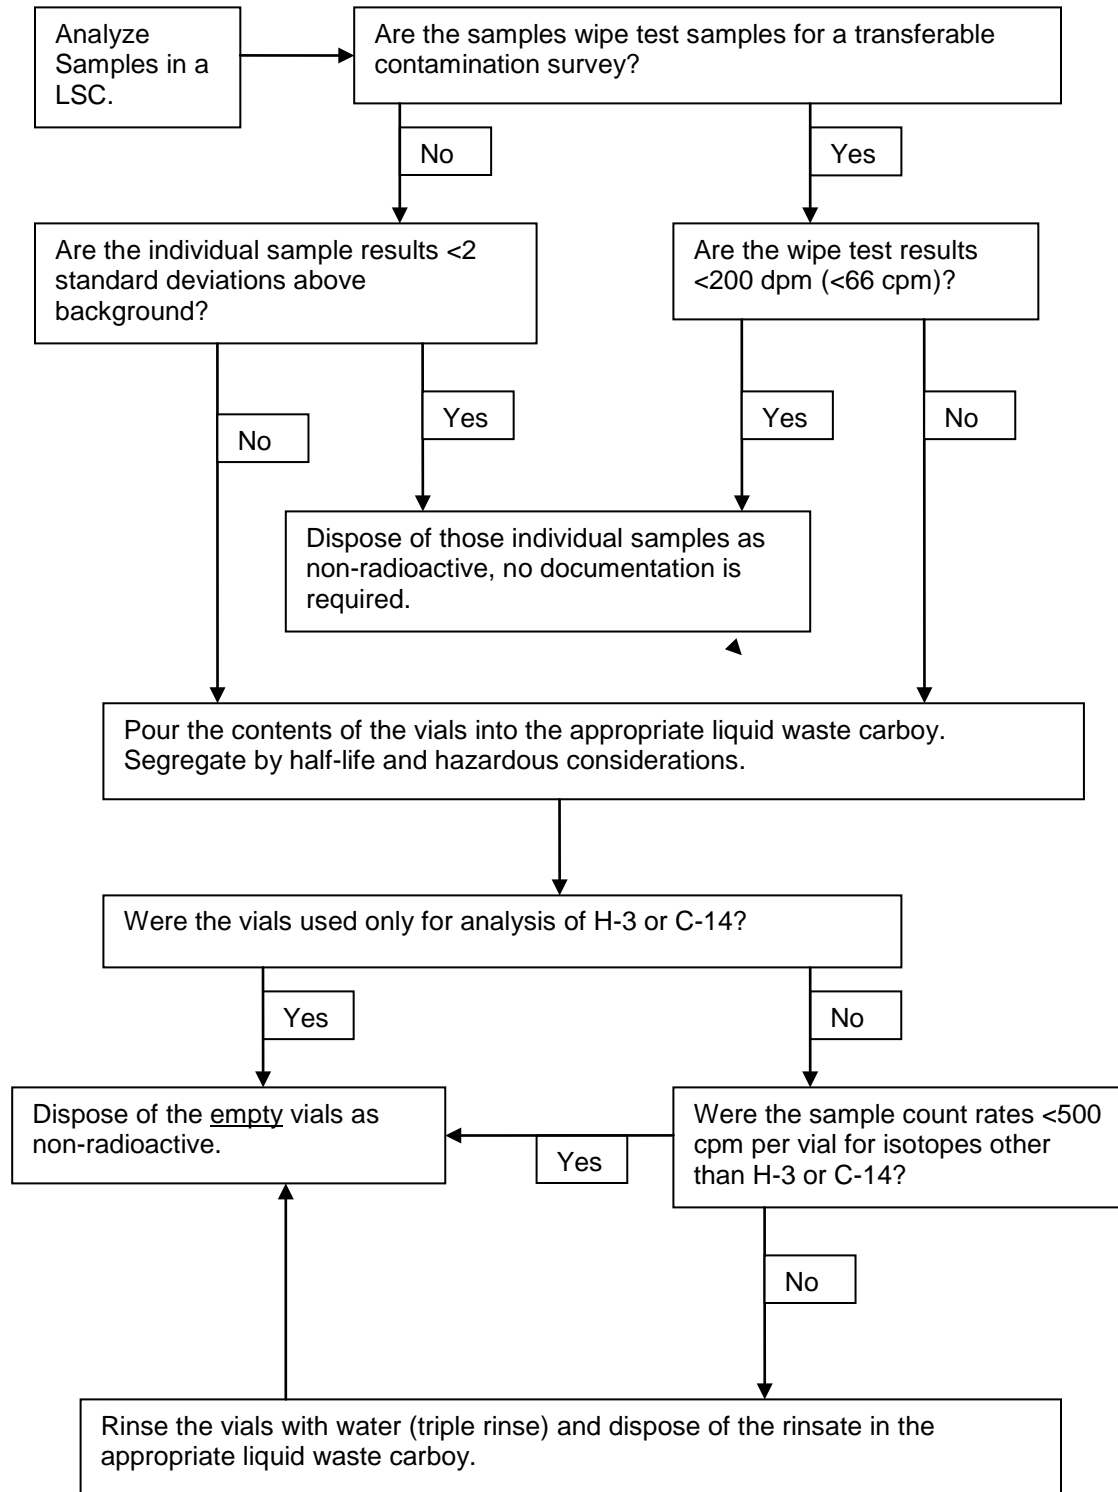 Analyze
Samples in a
LSC.
Are the samples wipe test samples for a transferable
contamination survey?
No
Yes
Are the individual sample results <2
standard deviations above
background?
Are the wipe test results
<200 dpm (<66 cpm)?
No
Yes
Yes
No
Dispose of those individual samples as
non-radioactive, no documentation is
required.
Pour the contents of the vials into the appropriate liquid waste carboy.
Segregate by half-life and hazardous considerations.
Were the vials used only for analysis of H-3 or C-14?
Yes
No
Dispose of the empty vials as
non-radioactive.
Yes
Were the sample count rates <500
cpm per vial for isotopes other
than H-3 or C-14?
No
Rinse the vials with water (triple rinse) and dispose of the rinsate in the
appropriate liquid waste carboy.